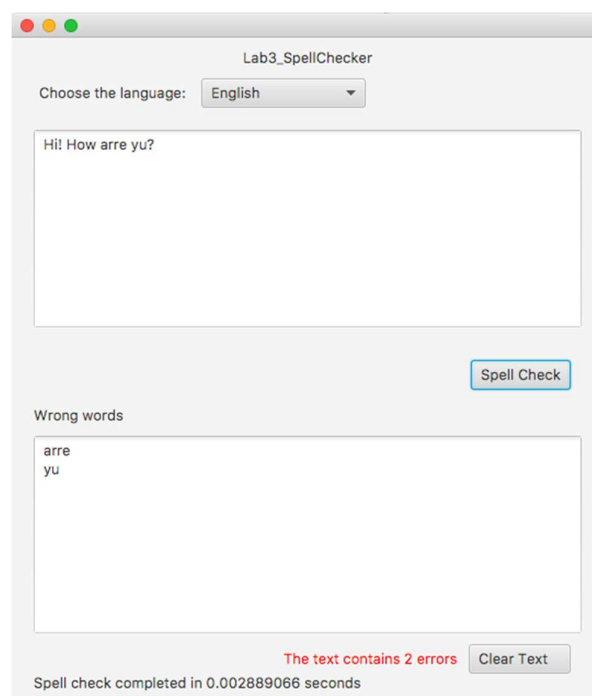 Lab3_SpellChecker
Choose the language: English
Hi! How arre yu?
Spell Check
Wrong words
arre
yu
The text contains 2 errors Clear Text
Spell check completed in 0.002889066 seconds